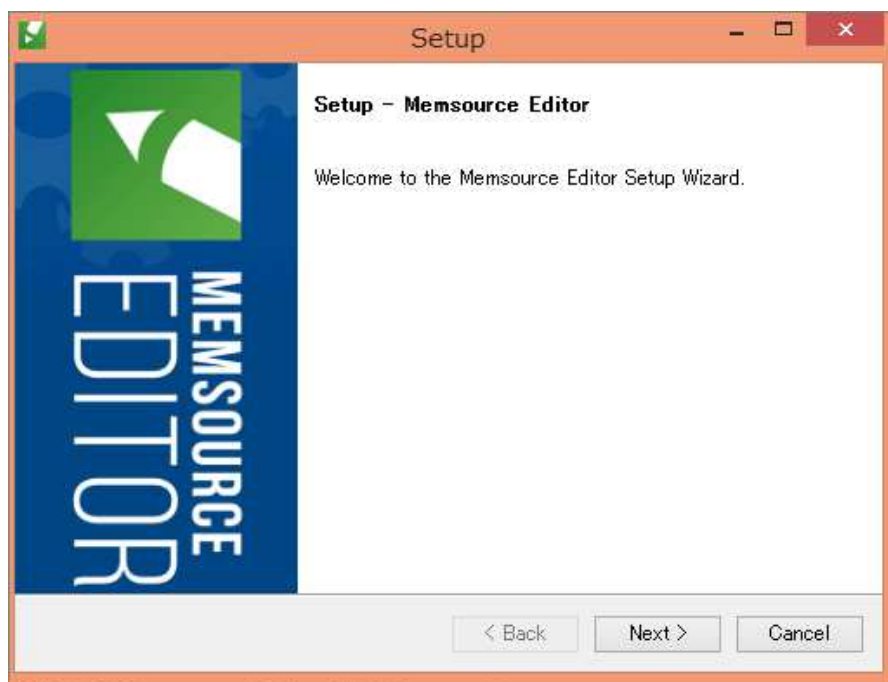 Setup
Setup - Memsource Editor
Welcome to the Memsource Editor Setup Wizard.
MEMSOURCE
EDITOR
< Back
Next >
Cancel